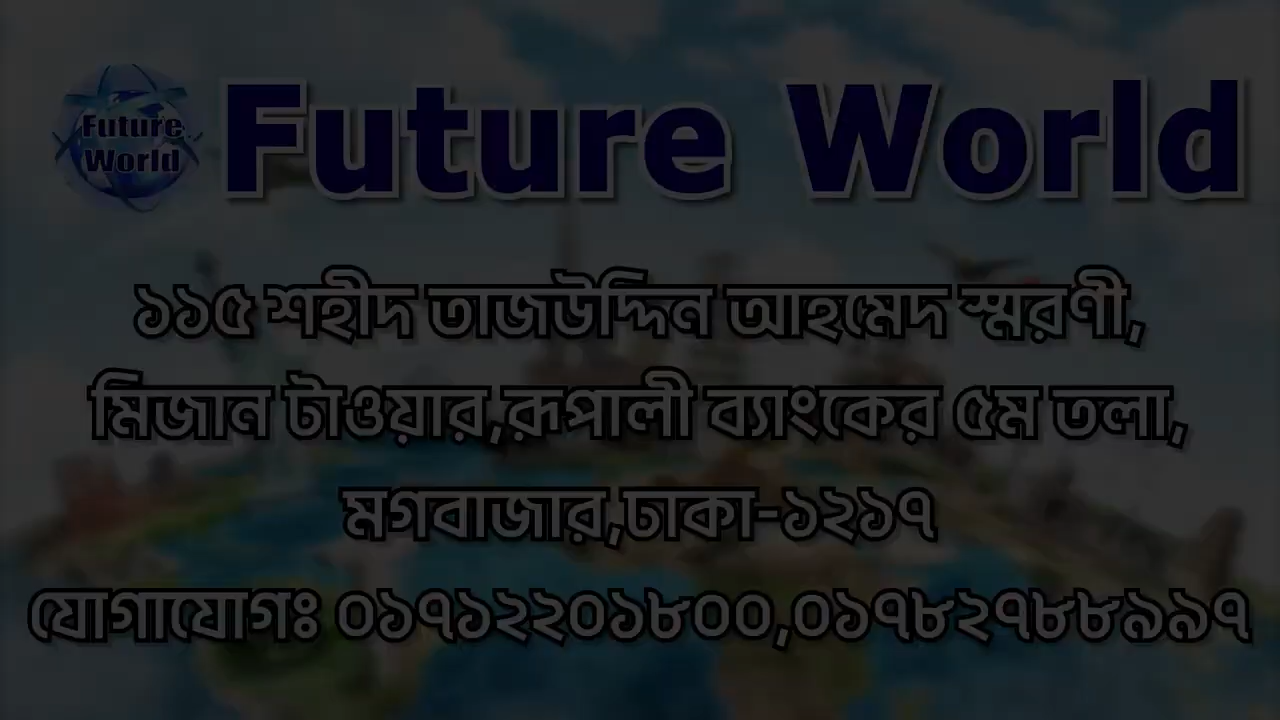 Future
World
Future World
১১৫ শহীদ তাজউদ্দিন আহমেদ স্মরণী,
মিজান টাওয়ার,রূপালী ব্যাংকের ৫ম তলা,
মগবাজার,ঢাকা-১২১৭
যোগাযোগঃ ০১৭১২২০১৮০০,০১৭৮২৭৮৮৯৯৭